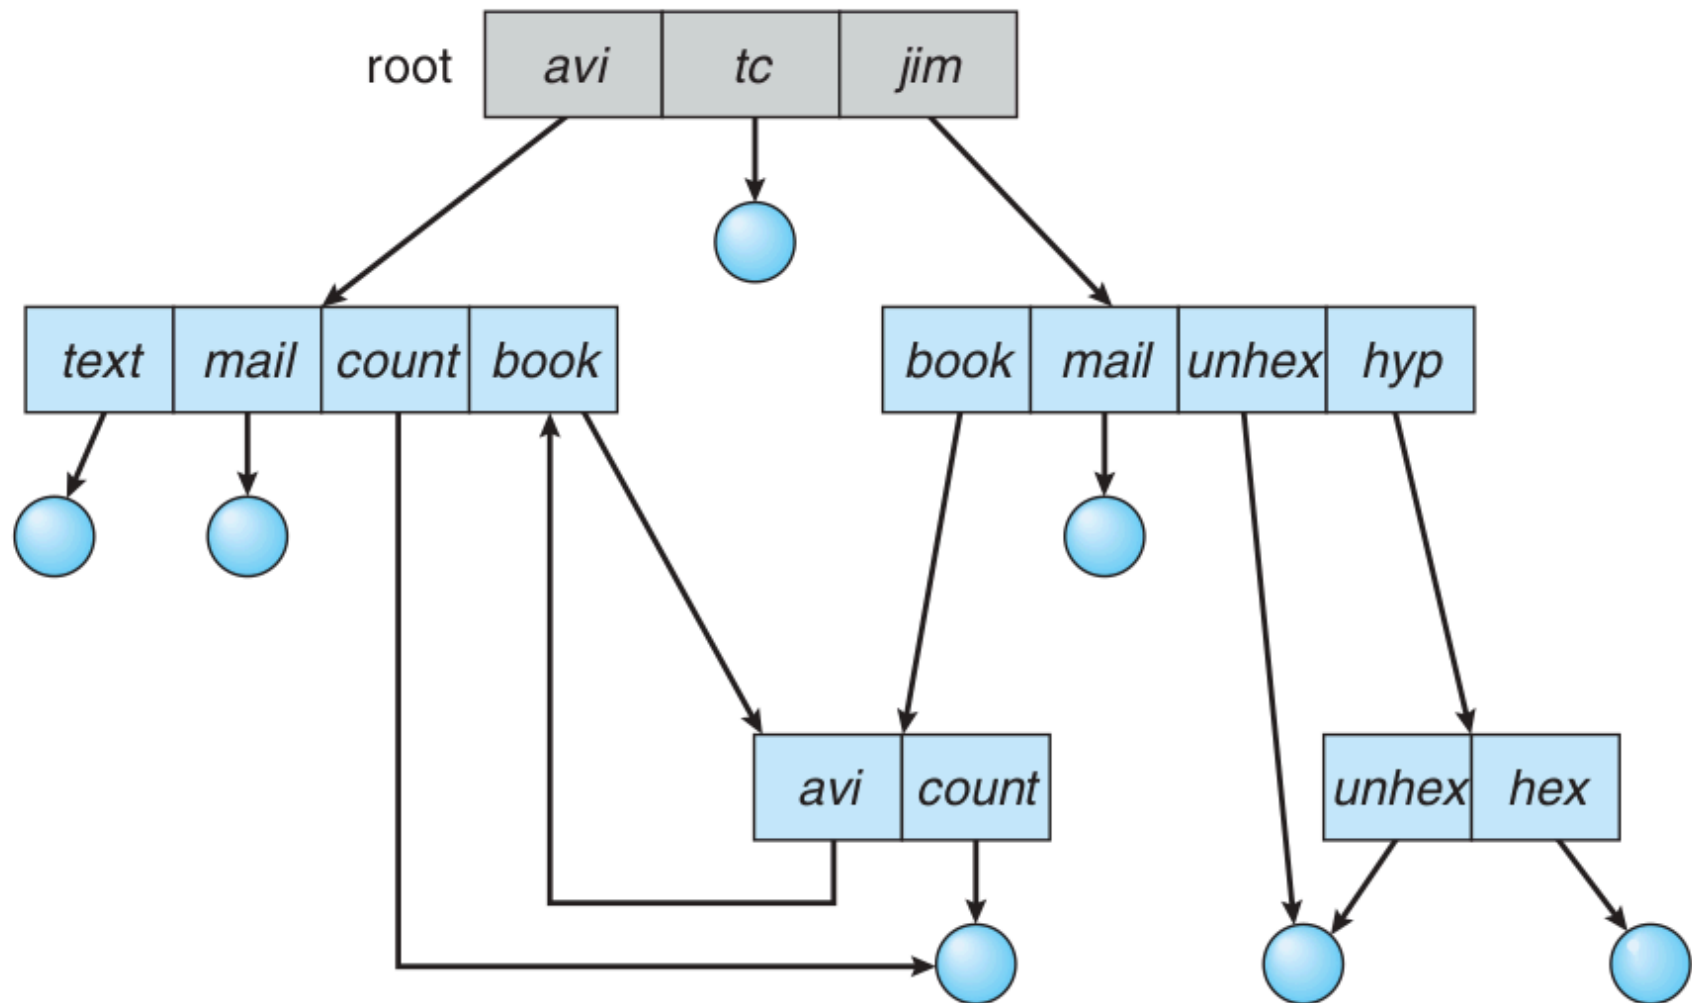 root avi tc jim
text mail count book book mail unhex hyp
avi count unhex hex